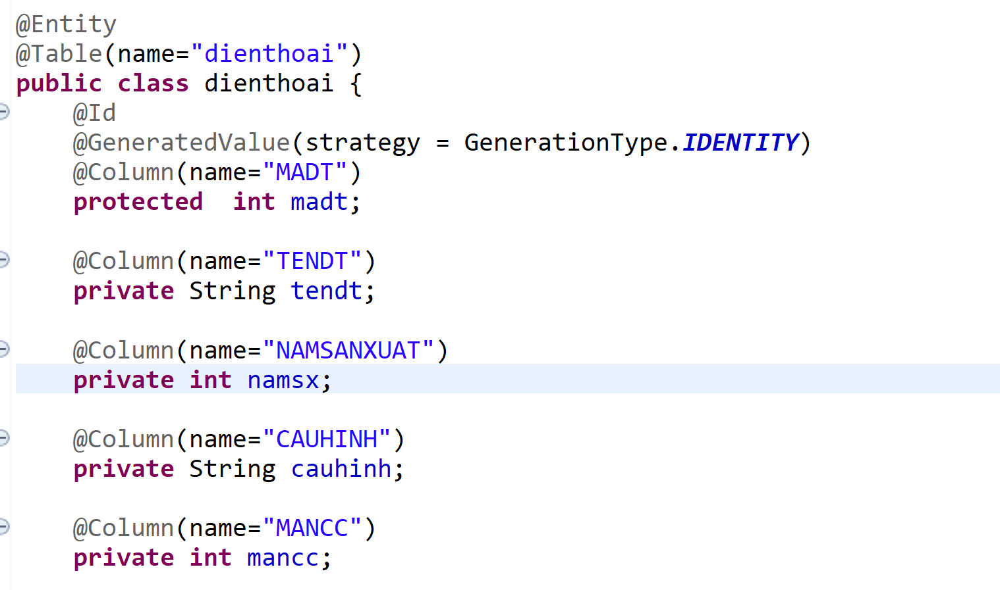 @Entity
@Table(name="dienthoai")
public class dienthoai {
    @Id
    @GeneratedValue(strategy = GenerationType.IDENTITY)
    @Column(name="MADT")
    protected  int madt;

    @Column(name="TENDT")
    private String tendt;

    @Column(name="NAMSANXUAT")
    private int namsx;

    @Column(name="CAUHINH")
    private String cauhinh;

    @Column(name="MANCC")
    private int mancc;